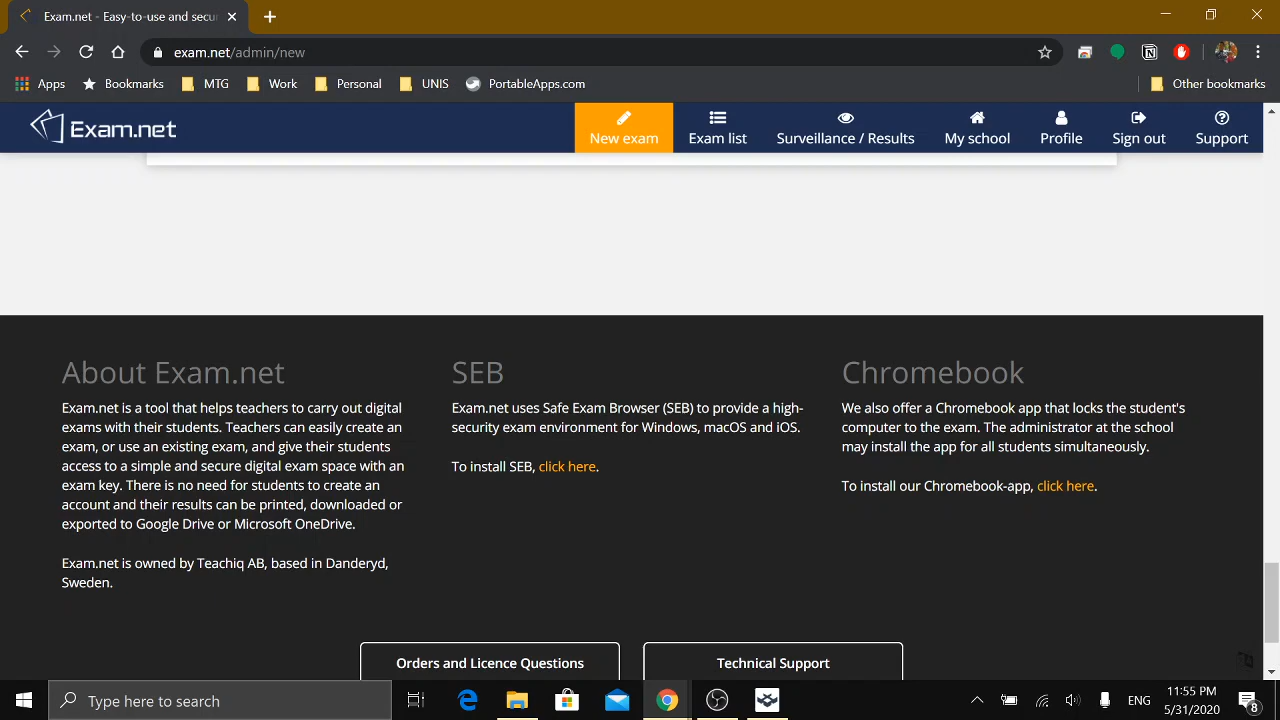 Exam.net - Easy-to-use and secu
exam.net/admin/new
Apps Bookmarks MTG Work Personal UNIS PortableApps.com Other bookmarks
Exam.net
New exam Exam list Surveillance / Results My school Profile Sign out Support
About Exam.net
Exam.net is a tool that helps teachers to carry out digital
exams with their students. Teachers can easily create an
exam, or use an existing exam, and give their students
access to a simple and secure digital exam space with an
exam key. There is no need for students to create an
account and their results can be printed, downloaded or
exported to Google Drive or Microsoft OneDrive.
Exam.net is owned by Teachiq AB, based in Danderyd,
Sweden.
SEB
Exam.net uses Safe Exam Browser (SEB) to provide a high-
security exam environment for Windows, macOS and iOS.
To install SEB, click here.
Chromebook
We also offer a Chromebook app that locks the student's
computer to the exam. The administrator at the school
may install the app for all students simultaneously.
To install our Chromebook-app, click here.
Orders and Licence Questions
Technical Support
Type here to search
ENG
11:55 PM
5/31/2020
8